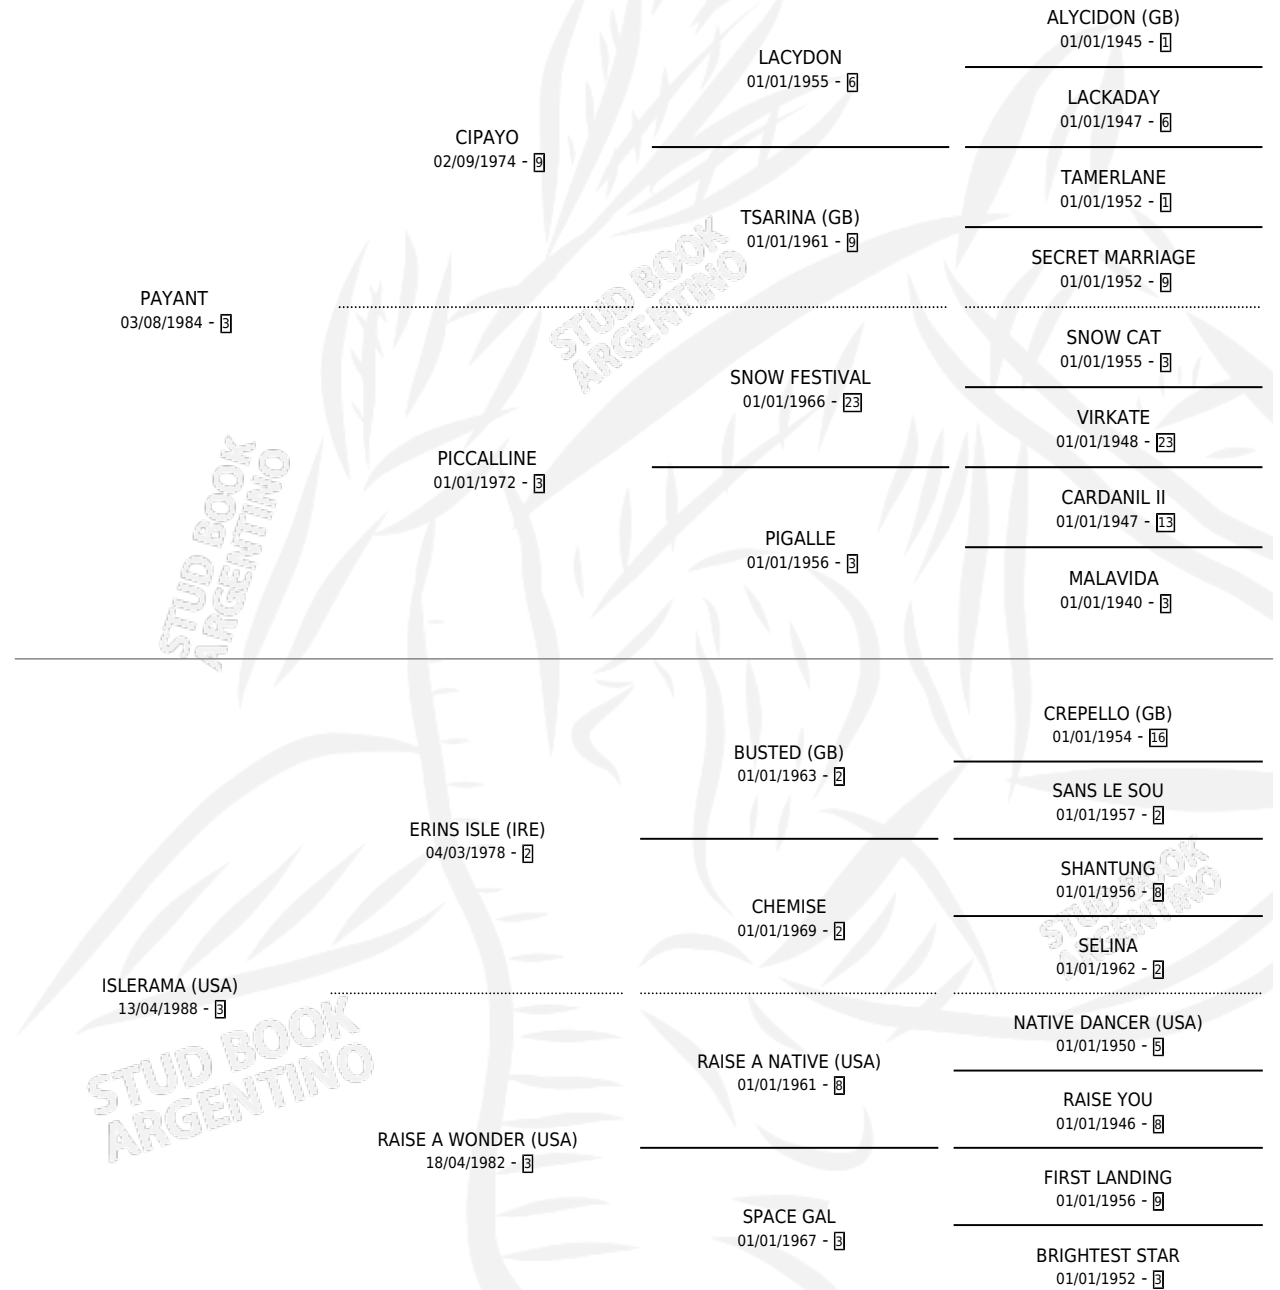 ALYCIDON (GB)
01/01/1945 - 1
LACYDON
01/01/1955 - 6
LACKADAY
01/01/1947 - 6
CIPAYO
02/09/1974 - 9
TAMERLANE
01/01/1952 - 1
TSARINA (GB)
01/01/1961 - 9
SECRET MARRIAGE
01/01/1952 - 9
PAYANT
03/08/1984 - 3
SNOW CAT
01/01/1955 - 3
SNOW FESTIVAL
01/01/1966 - 23
VIRKATE
01/01/1948 - 23
PICCALLINE
01/01/1972 - 3
CARDANIL II
01/01/1947 - 13
PIGALLE
01/01/1956 - 3
MALAVIDA
01/01/1940 - 3
CREPELLO (GB)
01/01/1954 - 16
BUSTED (GB)
01/01/1963 - 2
SANS LE SOU
01/01/1957 - 2
ERINS ISLE (IRE)
04/03/1978 - 2
SHANTUNG
01/01/1956 - 8
CHEMISE
01/01/1969 - 2
SELINA
01/01/1962 - 2
ISLERAMA (USA)
13/04/1988 - 3
NATIVE DANCER (USA)
01/01/1950 - 5
RAISE A NATIVE (USA)
01/01/1961 - 8
RAISE YOU
01/01/1946 - 8
RAISE A WONDER (USA)
18/04/1982 - 3
FIRST LANDING
01/01/1956 - 9
SPACE GAL
01/01/1967 - 3
BRIGHTEST STAR
01/01/1952 - 3
STUD BOOK
ARGENTINO
STUD BOOK
ARGENTINO
STUD BOOK
ARGENTINO
STUD BOOK
ARGENTINO